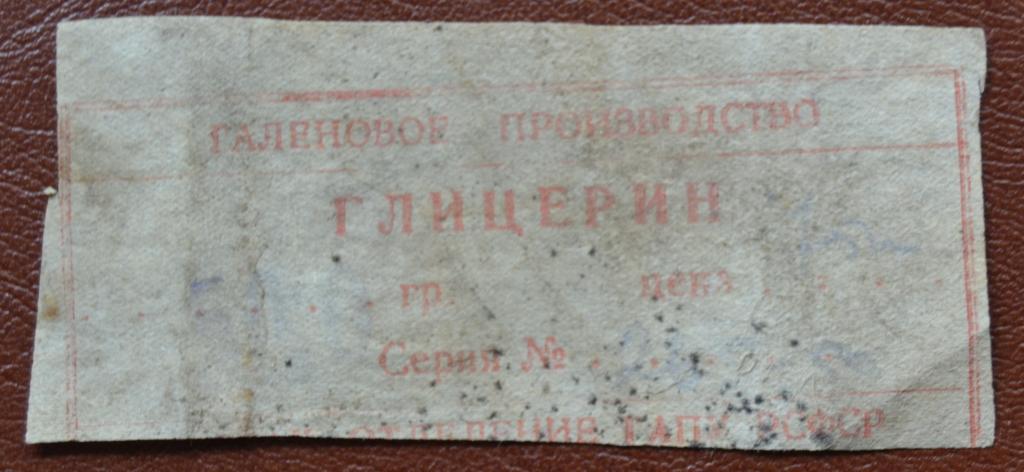 ГАЛЕНОВОЕ ПРОИЗВОДСТВО
ГЛИЦЕРИН
. . . . . гр. цена . . . .
Серия № . . . . .
ОТДЕЛЕНИЕ ГАПУ РСФСР